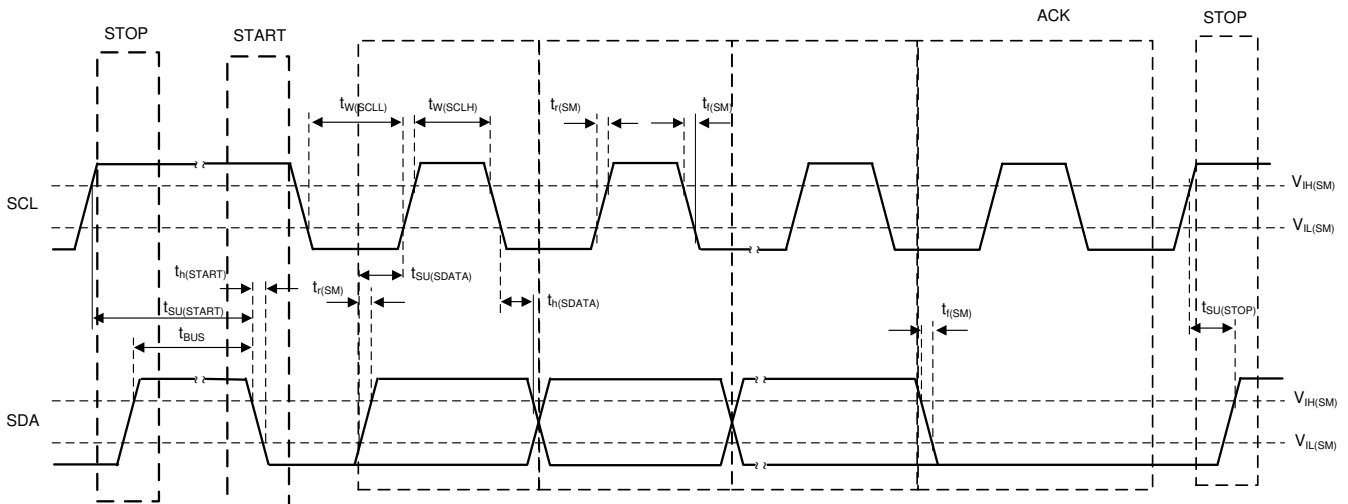 ACK
STOP
START
STOP
tW(SCLL)
tW(SCLH)
tr(SM)
tf(SM)
VIH(SM)
SCL
VIL(SM)
th(START)
tr(SM)
tSU(SDATA)
th(SDATA)
tSU(START)
tf(SM)
tSU(STOP)
tBUS
VIH(SM)
SDA
VIL(SM)